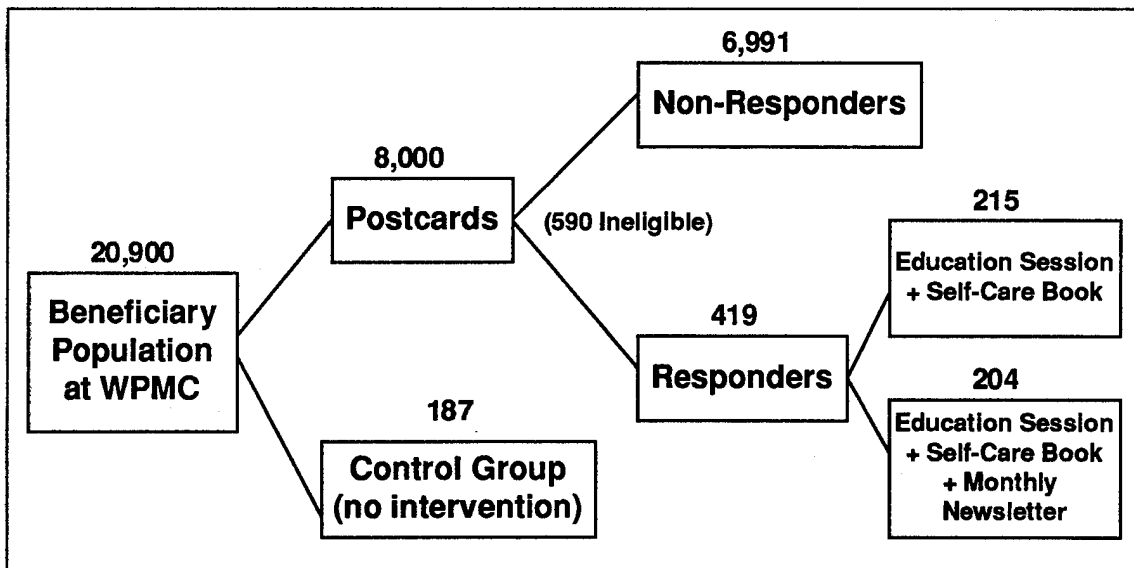 20,900
Beneficiary
Population
at WPMC
8,000
Postcards
(590 Ineligible)
187
Control Group
(no intervention)
6,991
Non-Responders
419
Responders
215
Education Session
+ Self-Care Book
204
Education Session
+ Self-Care Book
+ Monthly
Newsletter